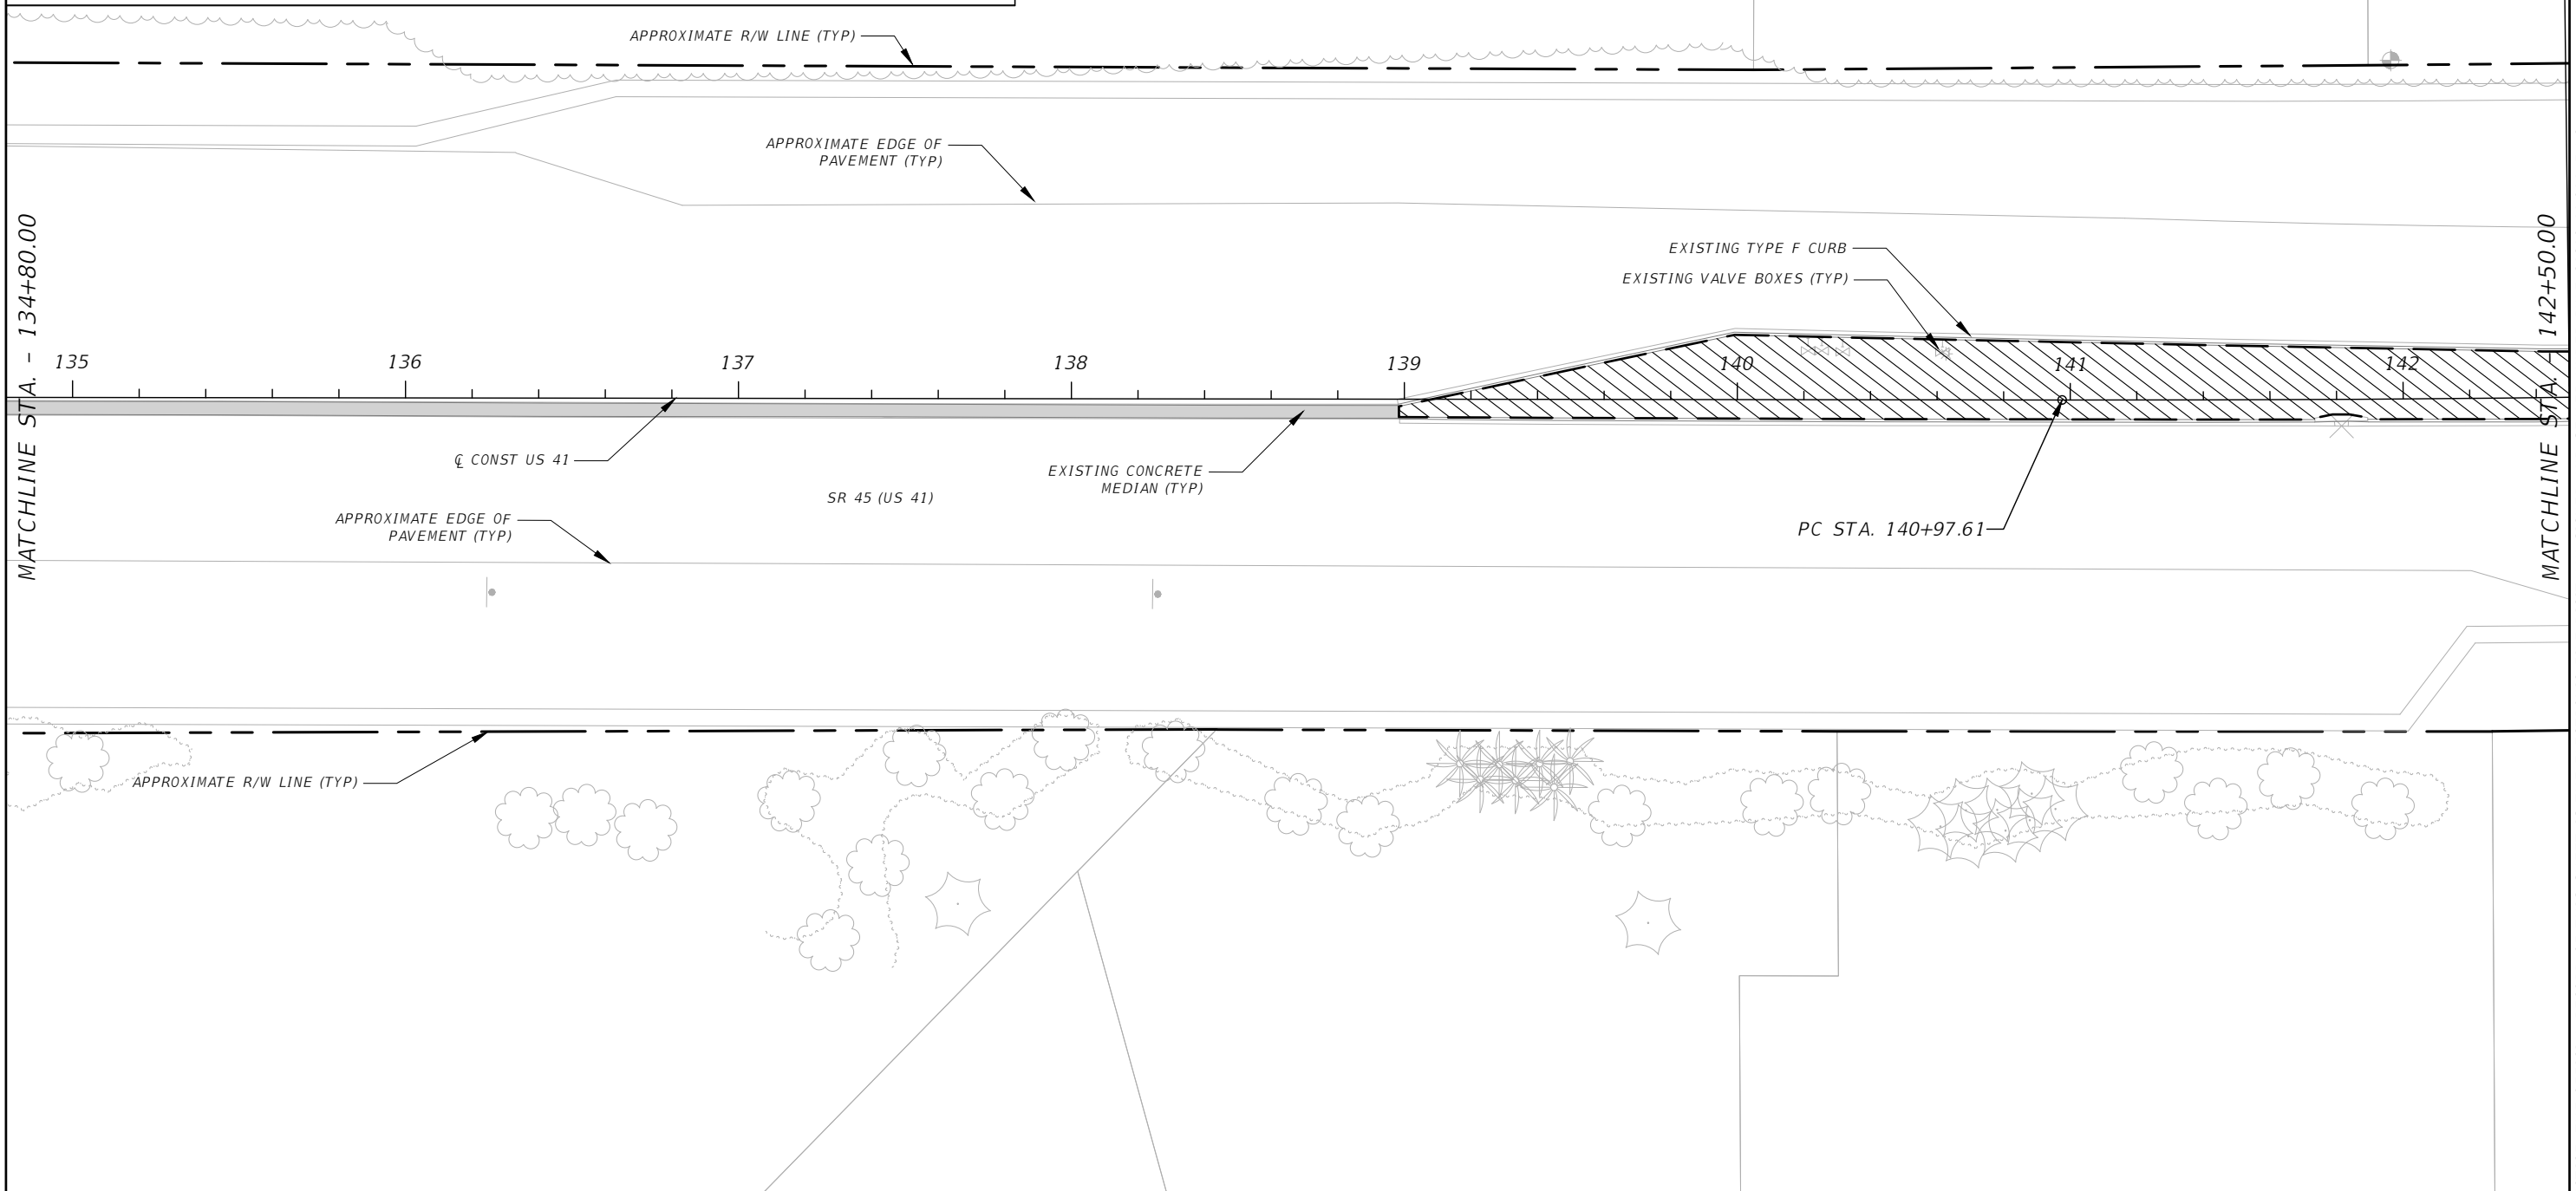 APPROXIMATE R/W LINE (TYP)
APPROXIMATE EDGE OF
PAVEMENT (TYP)
MATCHLINE STA. - 134+80.00
MATCHLINE STA. - 142+50.00
EXISTING TYPE F CURB
EXISTING VALVE BOXES (TYP)
135
136
137
138
139
140
141
142
℄ CONST US 41
EXISTING CONCRETE
MEDIAN (TYP)
SR 45 (US 41)
APPROXIMATE EDGE OF
PAVEMENT (TYP)
PC STA. 140+97.61
APPROXIMATE R/W LINE (TYP)